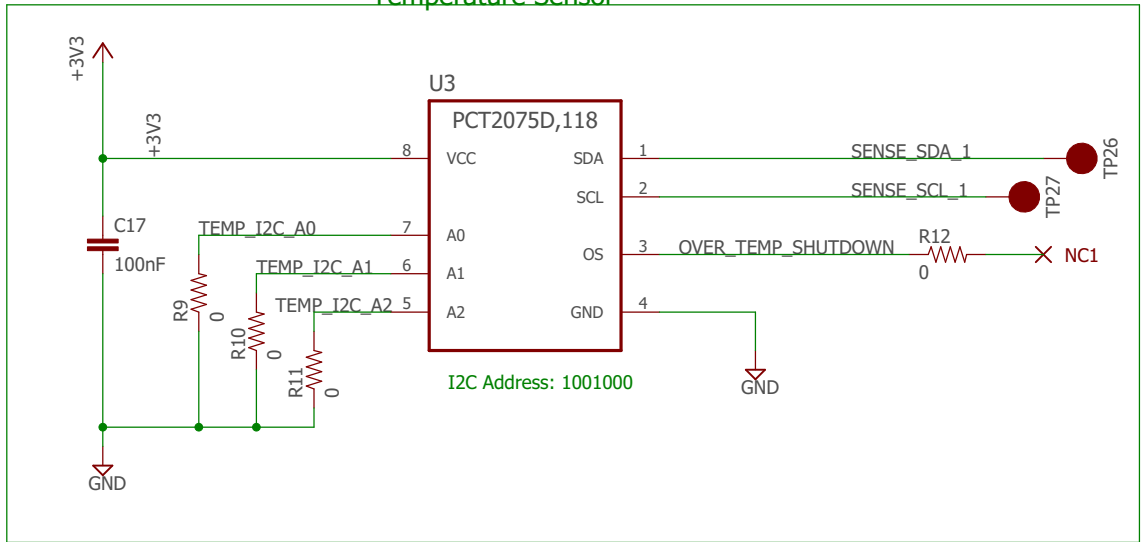 Temperature Sensor
+3V3
+3V3
U3
PCT2075D,118
8
VCC
SDA
1
SENSE_SDA_1
TP26
SCL
2
SENSE_SCL_1
TP27
C17
100nF
TEMP_I2C_A0
7
A0
TEMP_I2C_A1
6
A1
TEMP_I2C_A2
5
A2
OS
3
OVER_TEMP_SHUTDOWN
R12
0
NC1
GND
4
R9
0
R10
0
R11
0
I2C Address: 1001000
GND
GND